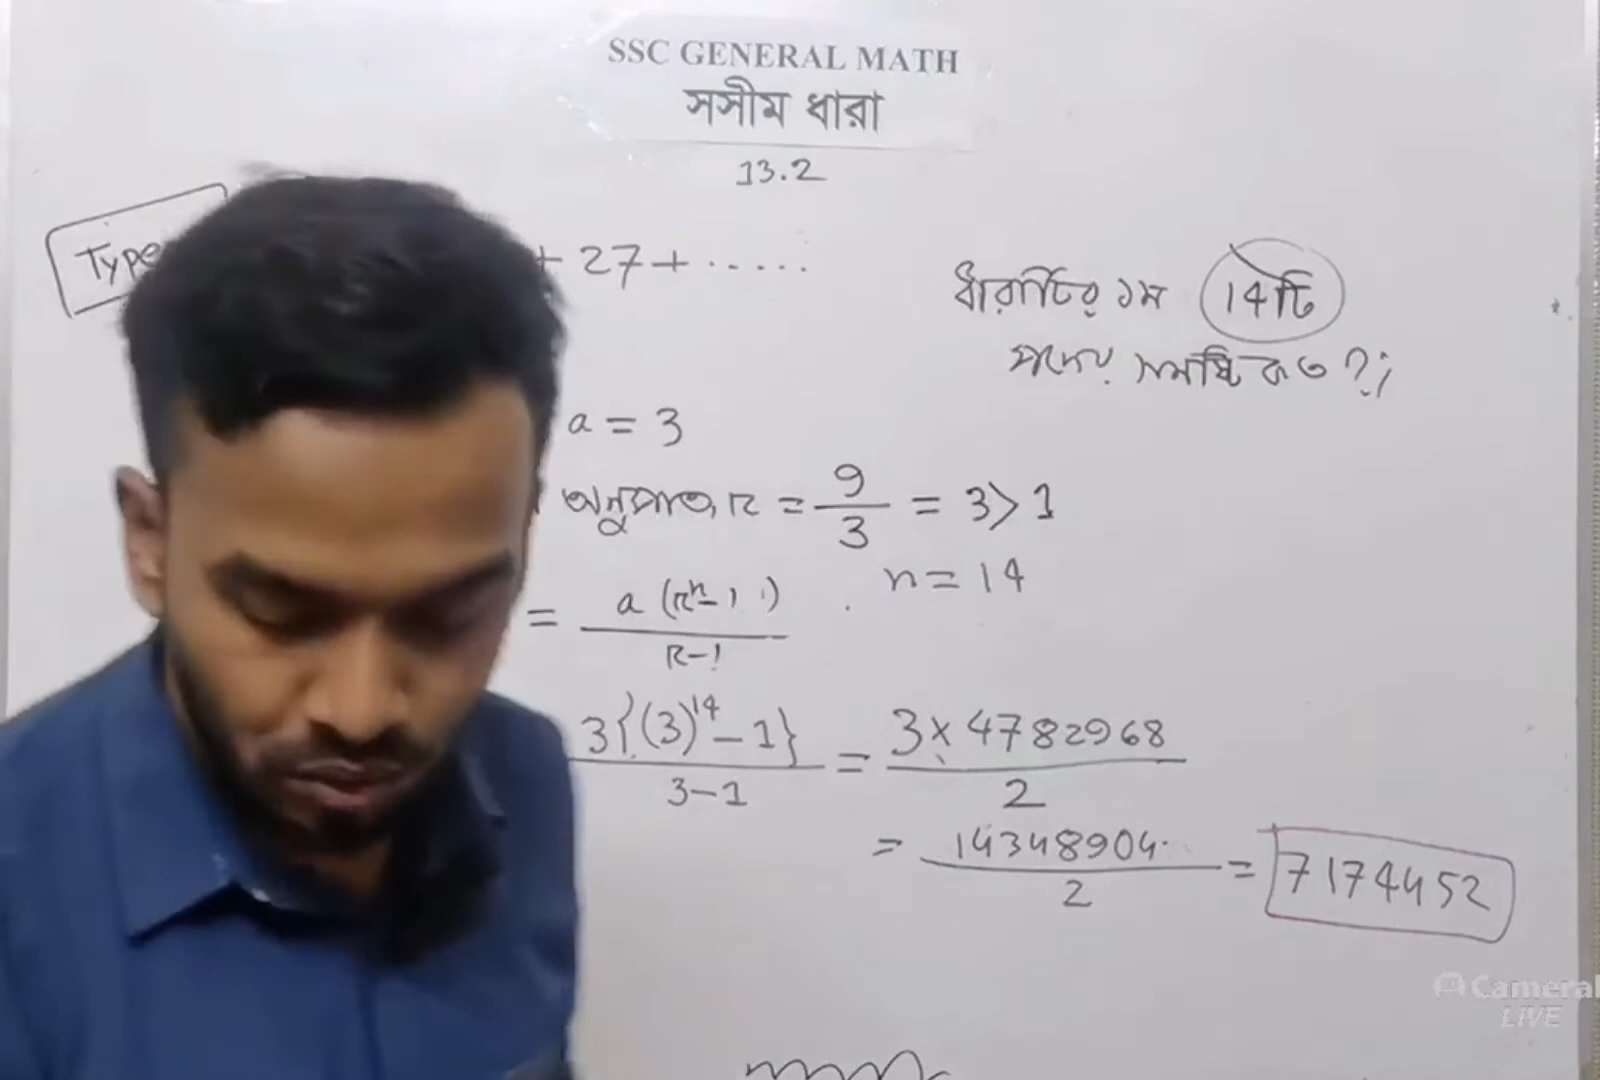 SSC GENERAL MATH
সসীম ধারা
13.2
Type
+ 27 + ......
ধারাটির ১ম 14টি
পদের সমষ্টি কত ?;
a = 3
অনুপাত, r = 9/3 = 3 > 1
n = 14
= a (r^n - 1) / r - 1
3{(3)^14 - 1} / 3 - 1 = 3 × 4782968 / 2
= 14348904 / 2 = 7174452
Camera
LIVE